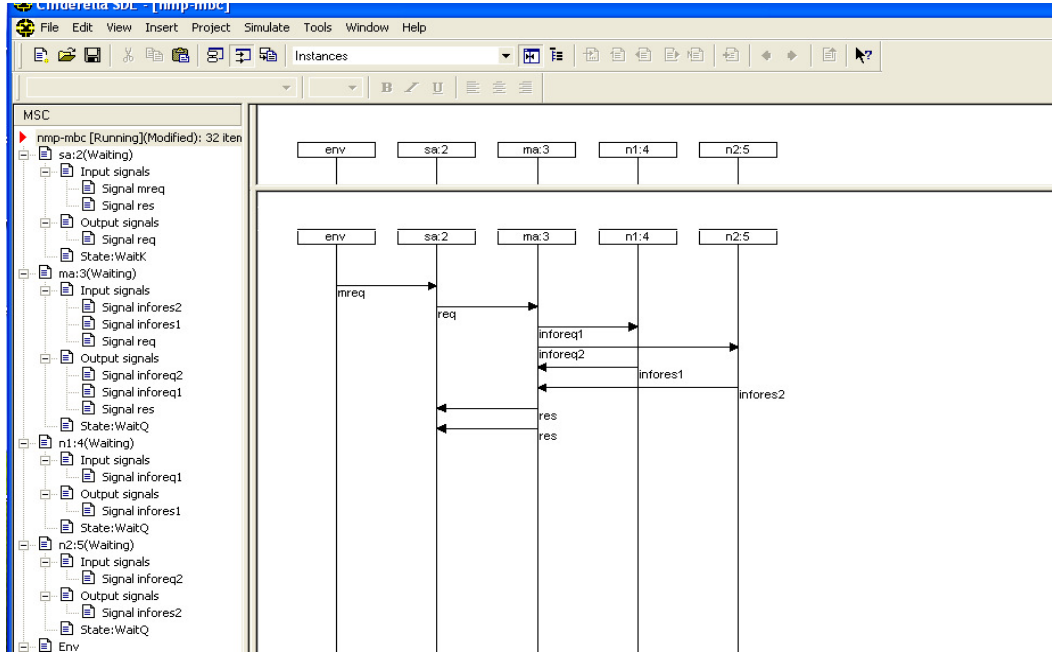 Cinderella SDL - [nmp-mbc]
File Edit View Insert Project Simulate Tools Window Help
Instances
B I U
MSC
nmp-mbc [Running](Modified): 32 iten
sa:2(Waiting)
Input signals
Signal mreq
Signal res
Output signals
Signal req
State:WaitK
ma:3(Waiting)
Input signals
Signal infores2
Signal infores1
Signal req
Output signals
Signal inforeq2
Signal inforeq1
Signal res
State:WaitQ
n1:4(Waiting)
Input signals
Signal inforeq1
Output signals
Signal infores1
State:WaitQ
n2:5(Waiting)
Input signals
Signal inforeq2
Output signals
Signal infores2
State:WaitQ
Env
env sa:2 ma:3 n1:4 n2:5
env sa:2 ma:3 n1:4 n2:5
mreq
req
inforeq1
inforeq2
infores1
infores2
res
res